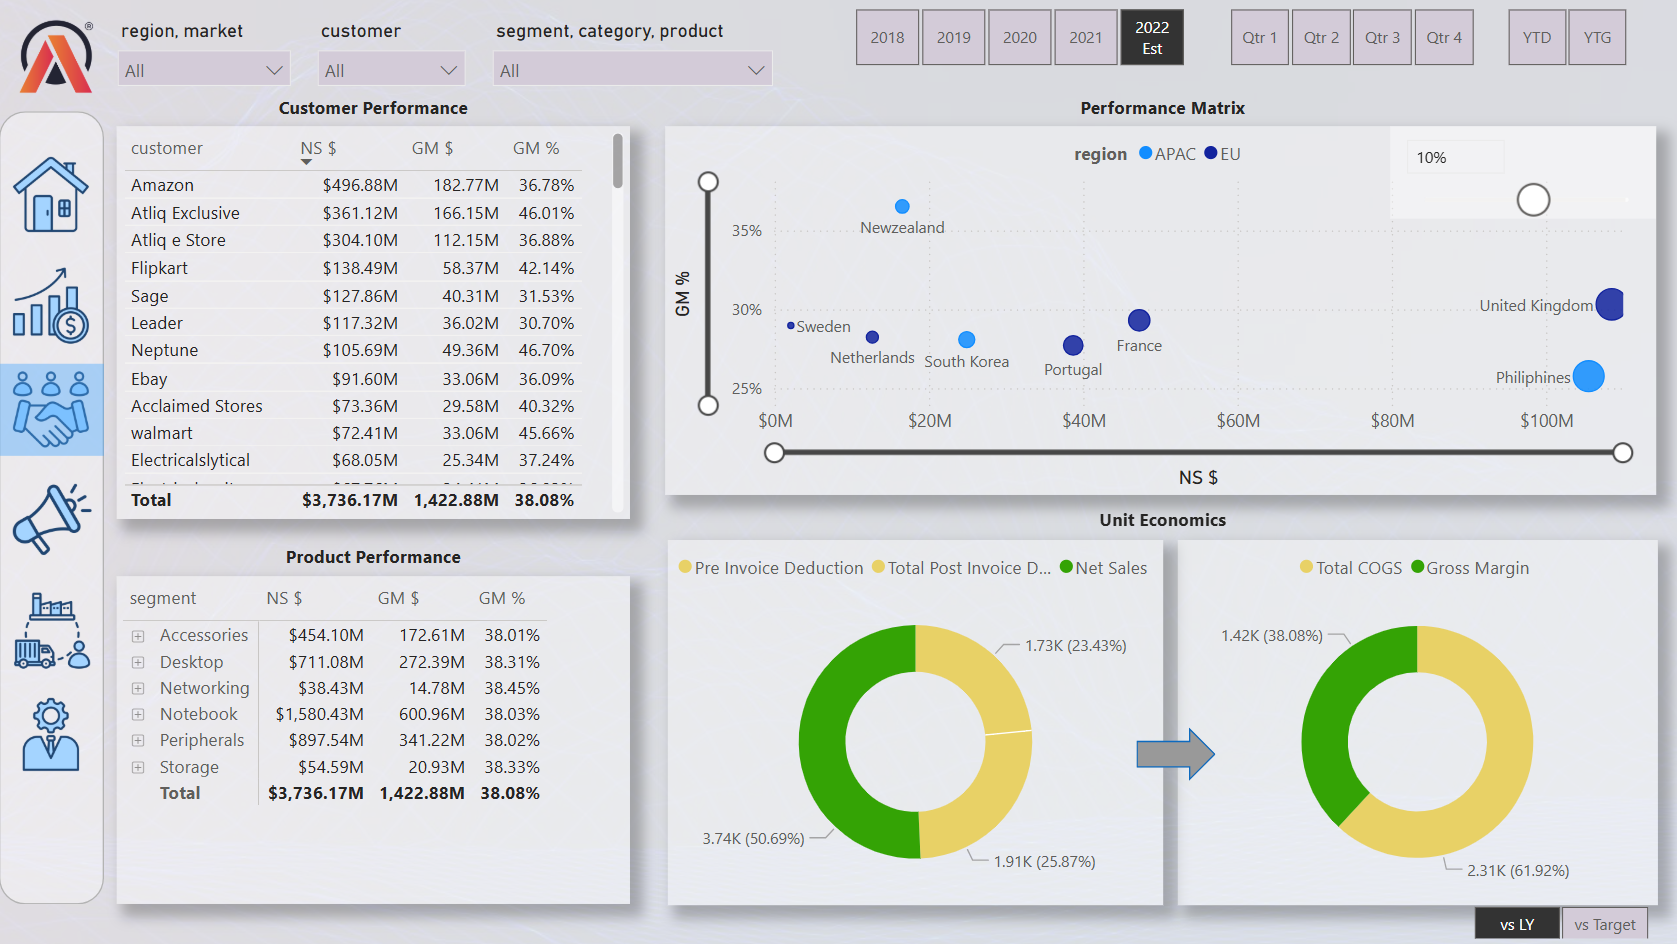 ®
region, market
customer
segment, category, product
All
All
All
2018
2019
2020
2021
2022
Est
Qtr 1
Qtr 2
Qtr 3
Qtr 4
YTD
YTG
Customer Performance
customer NS $ GM $ GM %
Amazon $496.88M 182.77M 36.78%
Atliq Exclusive $361.12M 166.15M 46.01%
Atliq e Store $304.10M 112.15M 36.88%
Flipkart $138.49M 58.37M 42.14%
Sage $127.86M 40.31M 31.53%
Leader $117.32M 36.02M 30.70%
Neptune $105.69M 49.36M 46.70%
Ebay $91.60M 33.06M 36.09%
Acclaimed Stores $73.36M 29.58M 40.32%
walmart $72.41M 33.06M 45.66%
Electricalslytical $68.05M 25.34M 37.24%
Total $3,736.17M 1,422.88M 38.08%
Performance Matrix
region APAC EU
10%
GM %
35%
30%
25%
Newzealand
United Kingdom
Sweden
Netherlands
South Korea
Portugal
France
Philiphines
$0M $20M $40M $60M $80M $100M
NS $
Product Performance
segment NS $ GM $ GM %
Accessories $454.10M 172.61M 38.01%
Desktop $711.08M 272.39M 38.31%
Networking $38.43M 14.78M 38.45%
Notebook $1,580.43M 600.96M 38.03%
Peripherals $897.54M 341.22M 38.02%
Storage $54.59M 20.93M 38.33%
Total $3,736.17M 1,422.88M 38.08%
Unit Economics
Pre Invoice Deduction Total Post Invoice D... Net Sales
1.73K (23.43%)
3.74K (50.69%)
1.91K (25.87%)
Total COGS Gross Margin
1.42K (38.08%)
2.31K (61.92%)
vs LY
vs Target